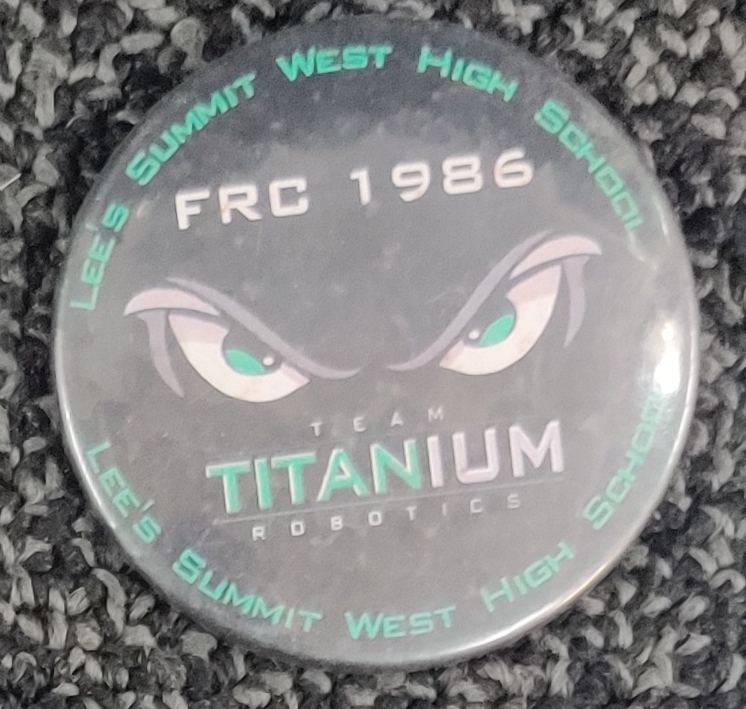 LEE'S SUMMIT WEST HIGH SCHOOL
FRC 1986
TEAM
TITANIUM
ROBOTICS
LEE'S SUMMIT WEST HIGH SCHOOL